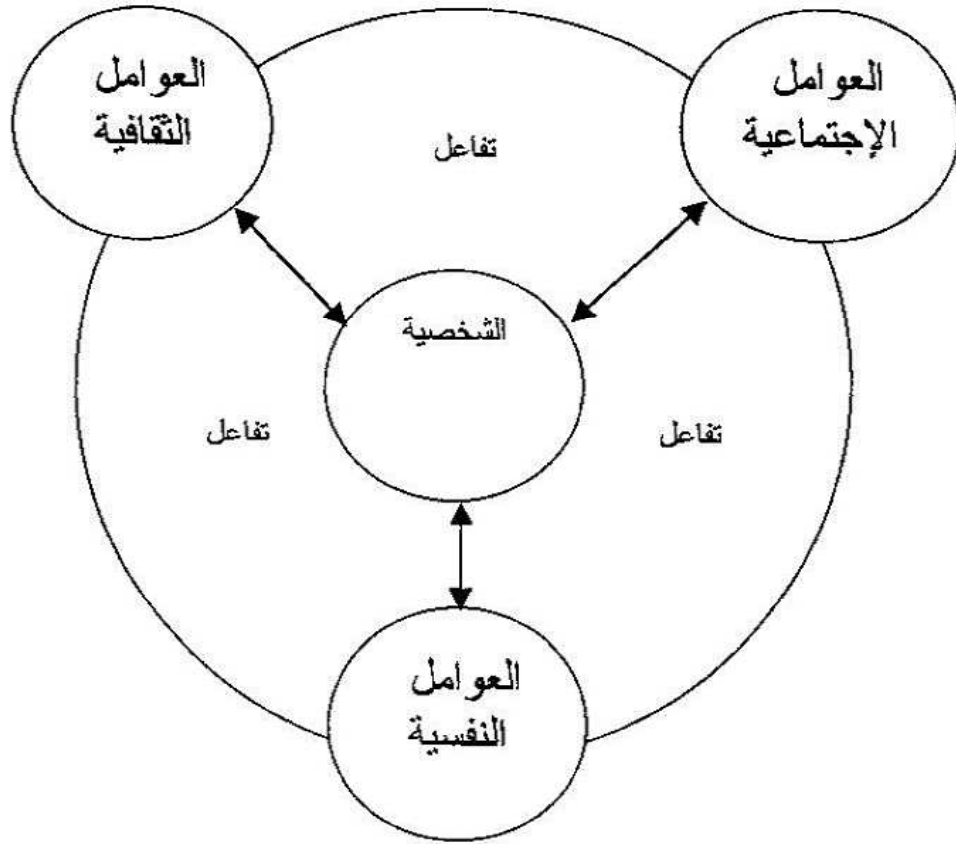 العوامل
الإجتماعية
العوامل
الثقافية
تفاعل
الشخصية
تفاعل
تفاعل
العوامل
النفسية